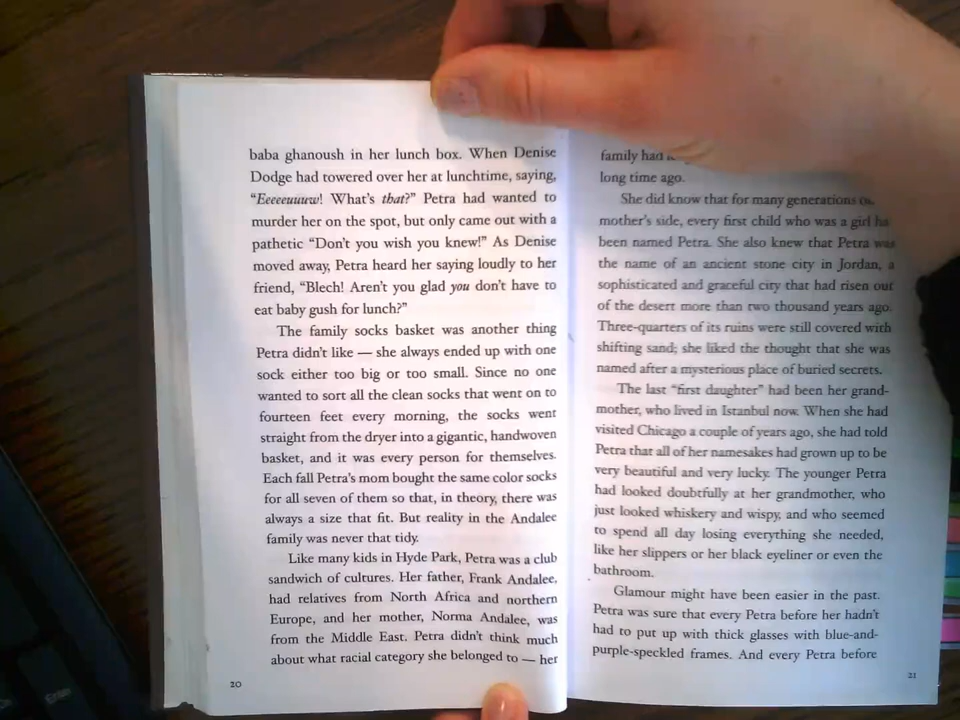 baba ghanoush in her lunch box. When Denise
Dodge had towered over her at lunchtime, saying,
“Eeeeeuuuw! What’s that?” Petra had wanted to
murder her on the spot, but only came out with a
pathetic “Don’t you wish you knew!” As Denise
moved away, Petra heard her saying loudly to her
friend, “Blech! Aren’t you glad you don’t have to
eat baby gush for lunch?”
The family socks basket was another thing
Petra didn’t like — she always ended up with one
sock either too big or too small. Since no one
wanted to sort all the clean socks that went on to
fourteen feet every morning, the socks went
straight from the dryer into a gigantic, handwoven
basket, and it was every person for themselves.
Each fall Petra’s mom bought the same color socks
for all seven of them so that, in theory, there was
always a size that fit. But reality in the Andalee
family was never that tidy.
Like many kids in Hyde Park, Petra was a club
sandwich of cultures. Her father, Frank Andalee,
had relatives from North Africa and northern
Europe, and her mother, Norma Andalee, was
from the Middle East. Petra didn’t think much
about what racial category she belonged to — her
20
family had
long time ago.
She did know that for many generations
mother’s side, every first child who was a girl
been named Petra. She also knew that Petra was
the name of an ancient stone city in Jordan, a
sophisticated and graceful city that had risen out
of the desert more than two thousand years ago.
Three-quarters of its ruins were still covered with
shifting sand; she liked the thought that she was
named after a mysterious place of buried secrets.
The last “first daughter” had been her grand-
mother, who lived in Istanbul now. When she had
visited Chicago a couple of years ago, she had told
Petra that all of her namesakes had grown up to be
very beautiful and very lucky. The younger Petra
had looked doubtfully at her grandmother, who
just looked whiskery and wispy, and who seemed
to spend all day losing everything she needed,
like her slippers or her black eyeliner or even the
bathroom.
Glamour might have been easier in the past.
Petra was sure that every Petra before her hadn’t
had to put up with thick glasses with blue-and-
purple-speckled frames. And every Petra before
21